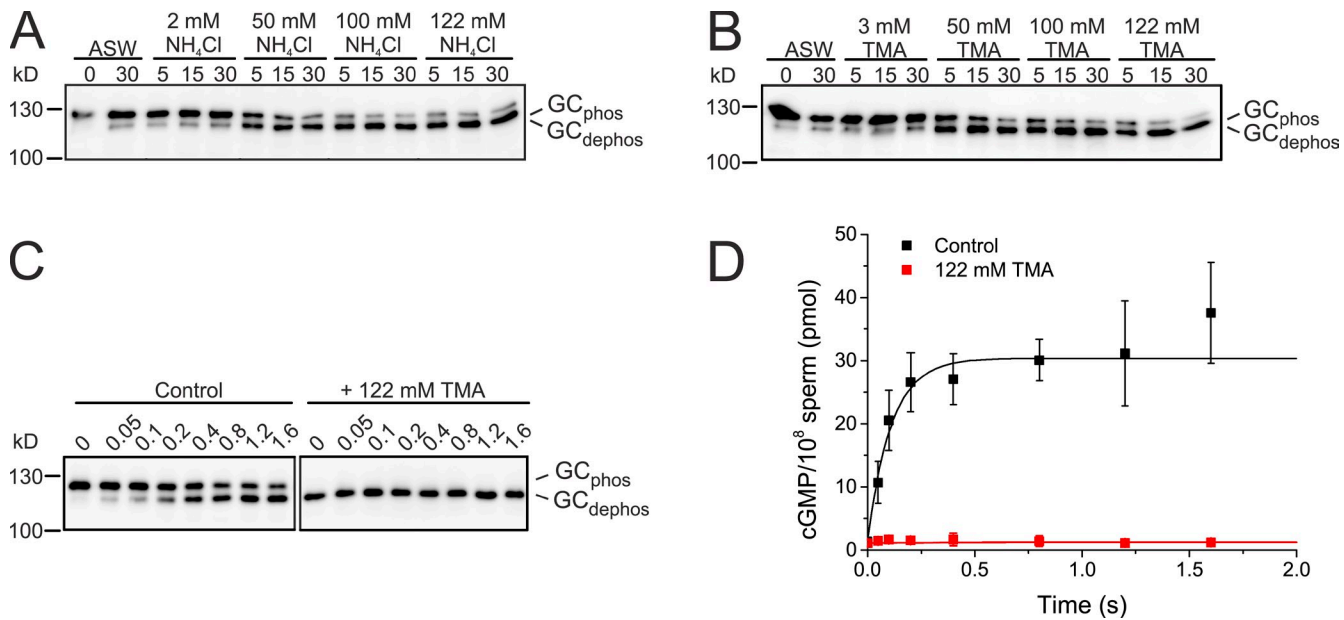 A
2 mM 50 mM 100 mM 122 mM
ASW NH₄Cl NH₄Cl NH₄Cl NH₄Cl
kD 0 30 5 15 30 5 15 30 5 15 30 5 15 30
130
100
GCphos
GCdephos
B
3 mM 50 mM 100 mM 122 mM
ASW TMA TMA TMA TMA
kD 0 30 5 15 30 5 15 30 5 15 30 5 15 30
130
100
GCphos
GCdephos
C
Control + 122 mM TMA
kD 0 0.05 0.1 0.2 0.4 0.8 1.2 1.6 0 0.05 0.1 0.2 0.4 0.8 1.2 1.6
130
100
GCphos
GCdephos
D
cGMP/10⁸ sperm (pmol)
50
40
30
20
10
0
Control
122 mM TMA
0.0 0.5 1.0 1.5 2.0
Time (s)